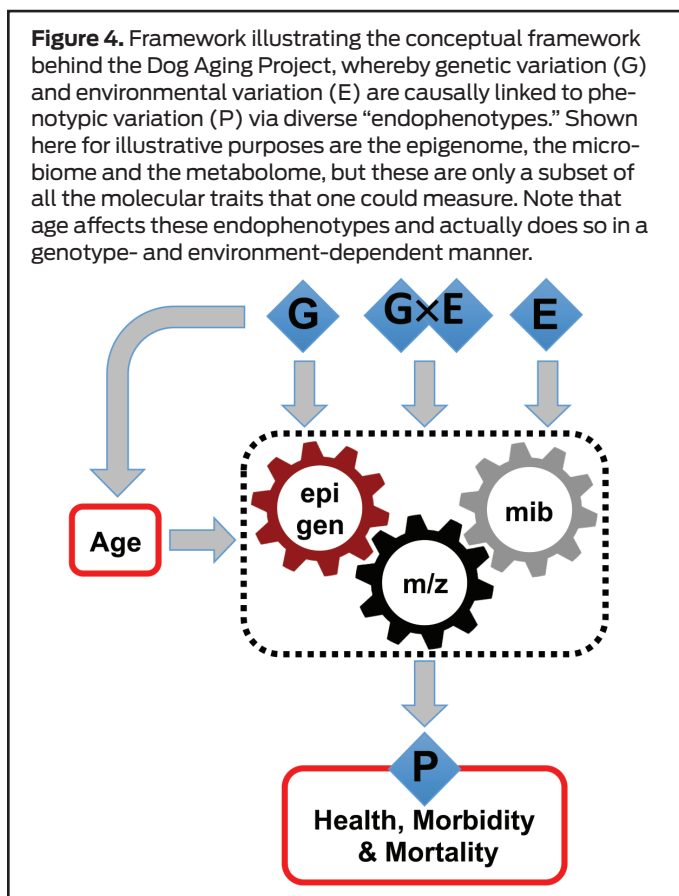 Figure 4. Framework illustrating the conceptual framework
behind the Dog Aging Project, whereby genetic variation (G)
and environmental variation (E) are causally linked to phe-
notypic variation (P) via diverse “endophenotypes.” Shown
here for illustrative purposes are the epigenome, the micro-
biome and the metabolome, but these are only a subset of
all the molecular traits that one could measure. Note that
age affects these endophenotypes and actually does so in a
genotype- and environment-dependent manner.
G
G×E
E
Age
epi
gen
m/z
mib
P
Health, Morbidity
& Mortality